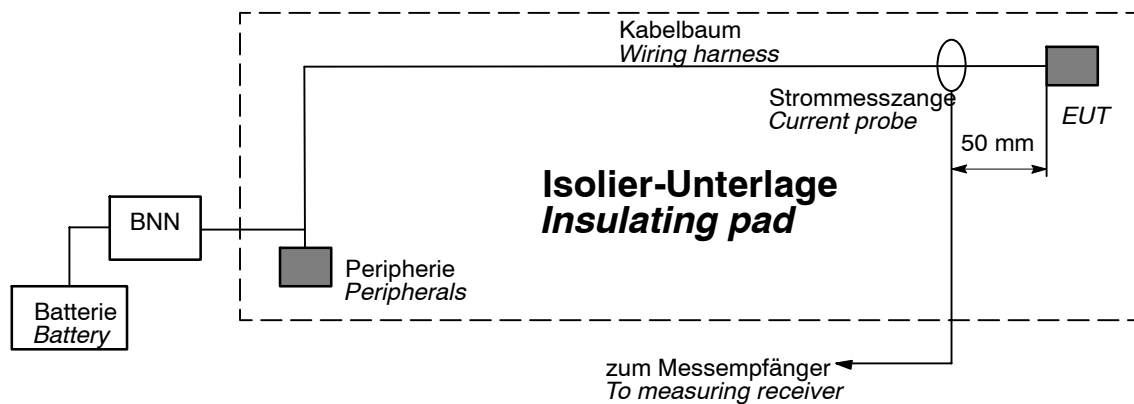 Kabelbaum
Wiring harness
Strommesszange
Current probe
EUT
50 mm
Isolier-Unterlage
Insulating pad
BNN
Peripherie
Peripherals
Batterie
Battery
zum Messempfänger
To measuring receiver